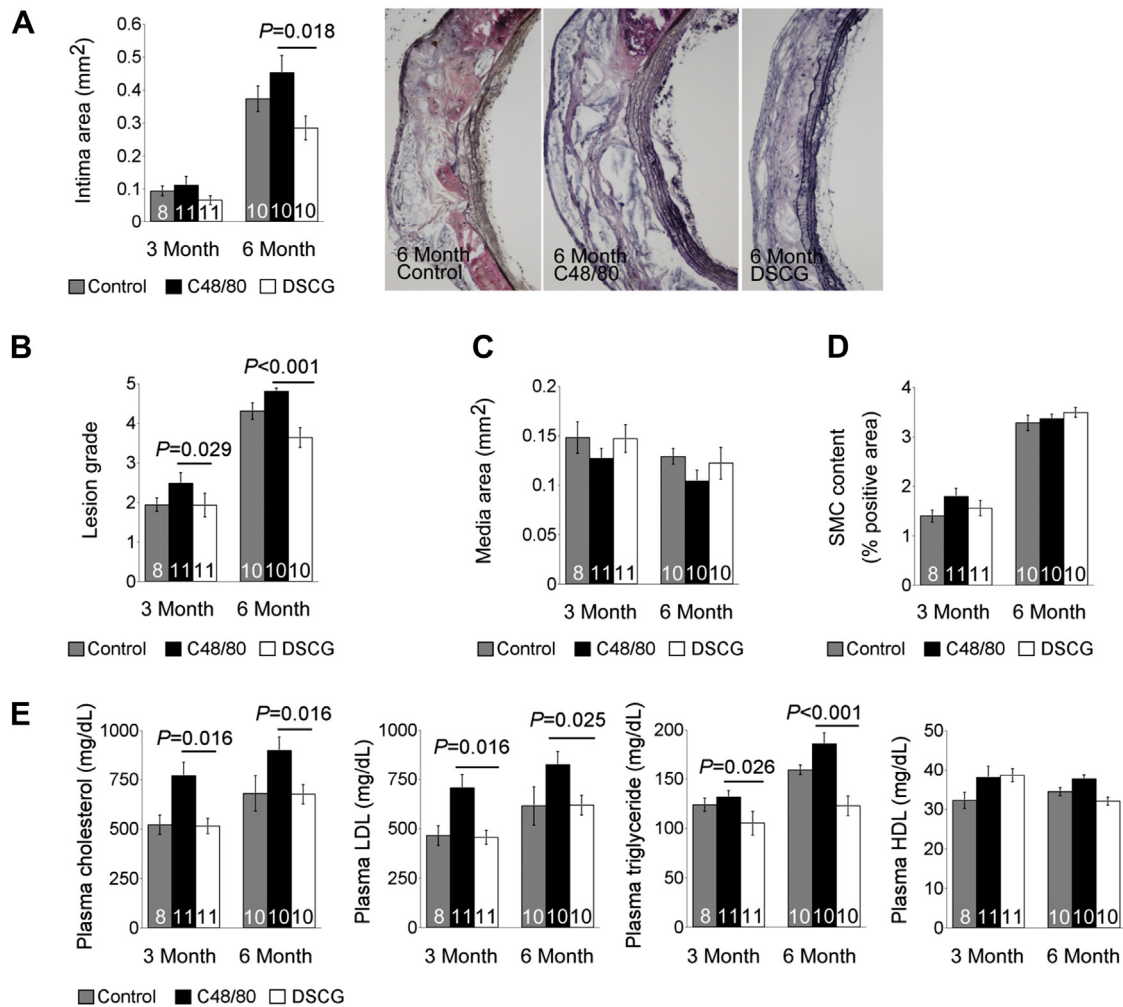 A
Intima area (mm2)
0.6
0.5
0.4
0.3
0.2
0.1
0
P=0.018
8 11 11 10 10 10
3 Month 6 Month
Control C48/80 DSCG
6 Month
Control
6 Month
C48/80
6 Month
DSCG
B
Lesion grade
5
4
3
2
1
0
P=0.029
P<0.001
8 11 11 10 10 10
3 Month 6 Month
Control C48/80 DSCG
C
Media area (mm2)
0.2
0.15
0.1
0.05
0
8 11 11 10 10 10
3 Month 6 Month
Control C48/80 DSCG
D
SMC content
(% positive area)
4
3
2
1
0
8 11 11 10 10 10
3 Month 6 Month
Control C48/80 DSCG
E
Plasma cholesterol (mg/dL)
1000
750
500
250
0
P=0.016
P=0.016
8 11 11 10 10 10
3 Month 6 Month
Plasma LDL (mg/dL)
1000
750
500
250
0
P=0.016
P=0.025
8 11 11 10 10 10
3 Month 6 Month
Plasma triglyceride (mg/dL)
200
150
100
50
0
P=0.026
P<0.001
8 11 11 10 10 10
3 Month 6 Month
Plasma HDL (mg/dL)
50
40
30
20
10
0
8 11 11 10 10 10
3 Month 6 Month
Control C48/80 DSCG